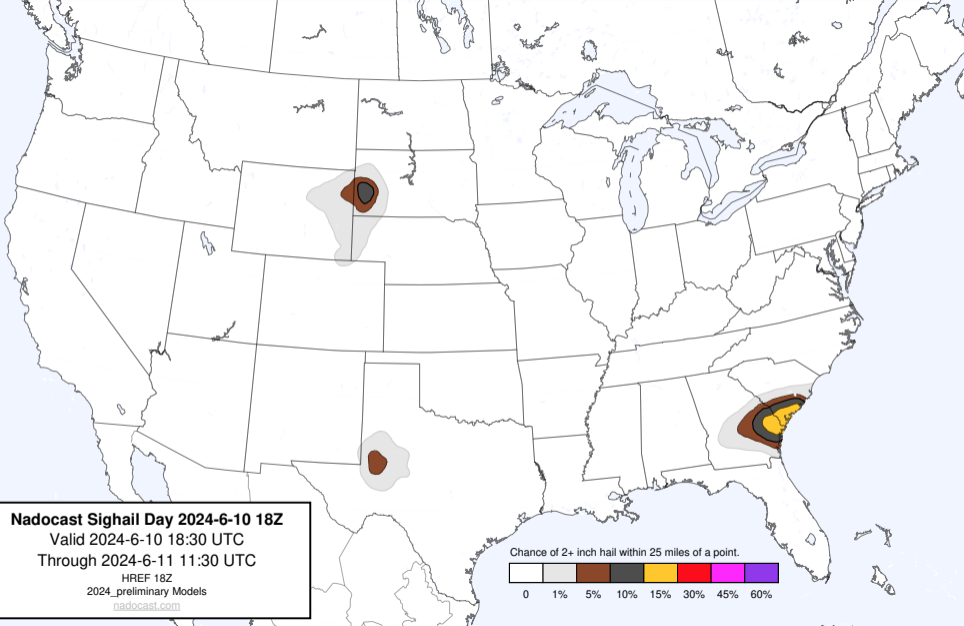 Nadocast Sighail Day 2024-6-10 18Z
Valid 2024-6-10 18:30 UTC
Through 2024-6-11 11:30 UTC
HREF 18Z
2024_preliminary Models
nadocast.com
Chance of 2+ inch hail within 25 miles of a point.
0 1% 5% 10% 15% 30% 45% 60%